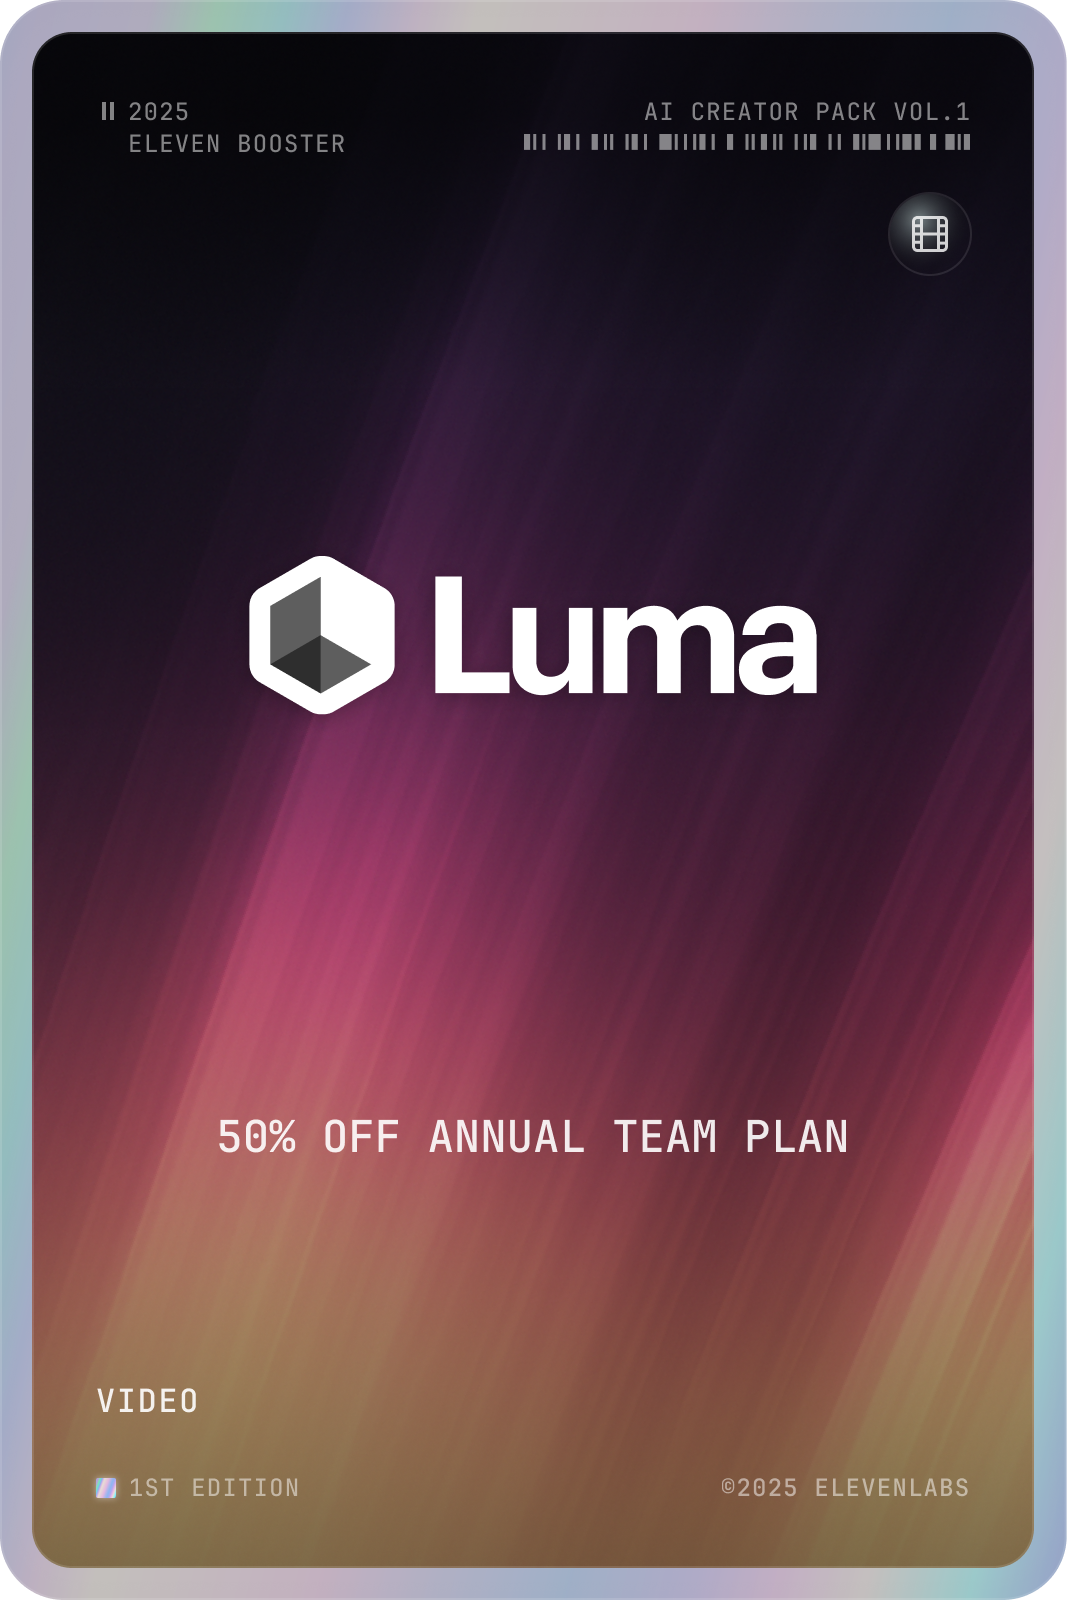 2025
ELEVEN BOOSTER
AI CREATOR PACK VOL.1
Luma
50% OFF ANNUAL TEAM PLAN
VIDEO
1ST EDITION
©2025 ELEVENLABS